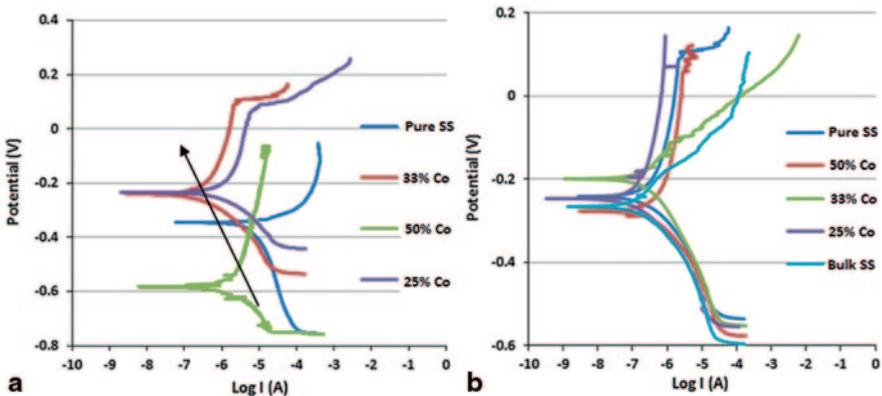 0.4
0.2
0
-0.2
-0.4
-0.6
-0.8
Potential (V)
-10 -9 -8 -7 -6 -5 -4 -3 -2 -1 0
Log I (A)
Pure SS
33% Co
50% Co
25% Co
a
0.2
0
-0.2
-0.4
-0.6
Potential (V)
-10 -9 -8 -7 -6 -5 -4 -3 -2 -1 0
Log I (A)
Pure SS
50% Co
33% Co
25% Co
Bulk SS
b